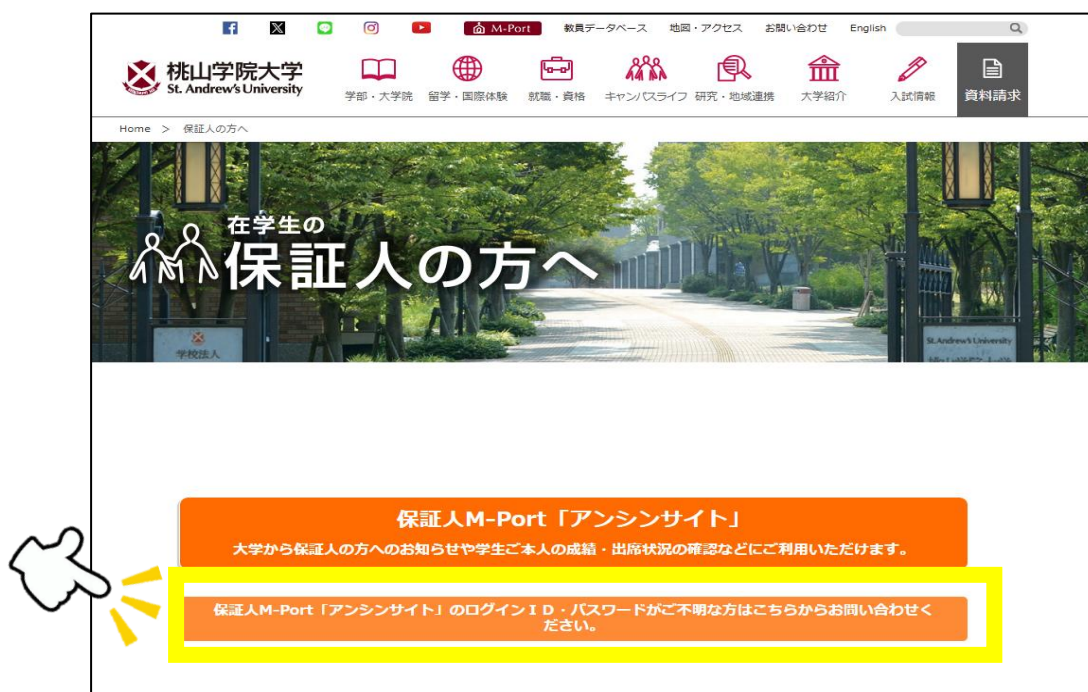 M-Port 教員データベース 地図・アクセス お問い合わせ English
桃山学院大学
St. Andrew's University
学部・大学院 留学・国際体験 就職・資格 キャンパスライフ 研究・地域連携 大学紹介 入試情報 資料請求
Home > 保証人の方へ
在学生の
保証人の方へ
学校法人
St. Andrew's University
保証人M-Port「アンシンサイト」
大学から保証人の方へのお知らせや学生ご本人の成績・出席状況の確認などにご利用いただけます。
保証人M-Port「アンシンサイト」のログインＩＤ・パスワードがご不明な方はこちらからお問い合わせく
ださい。